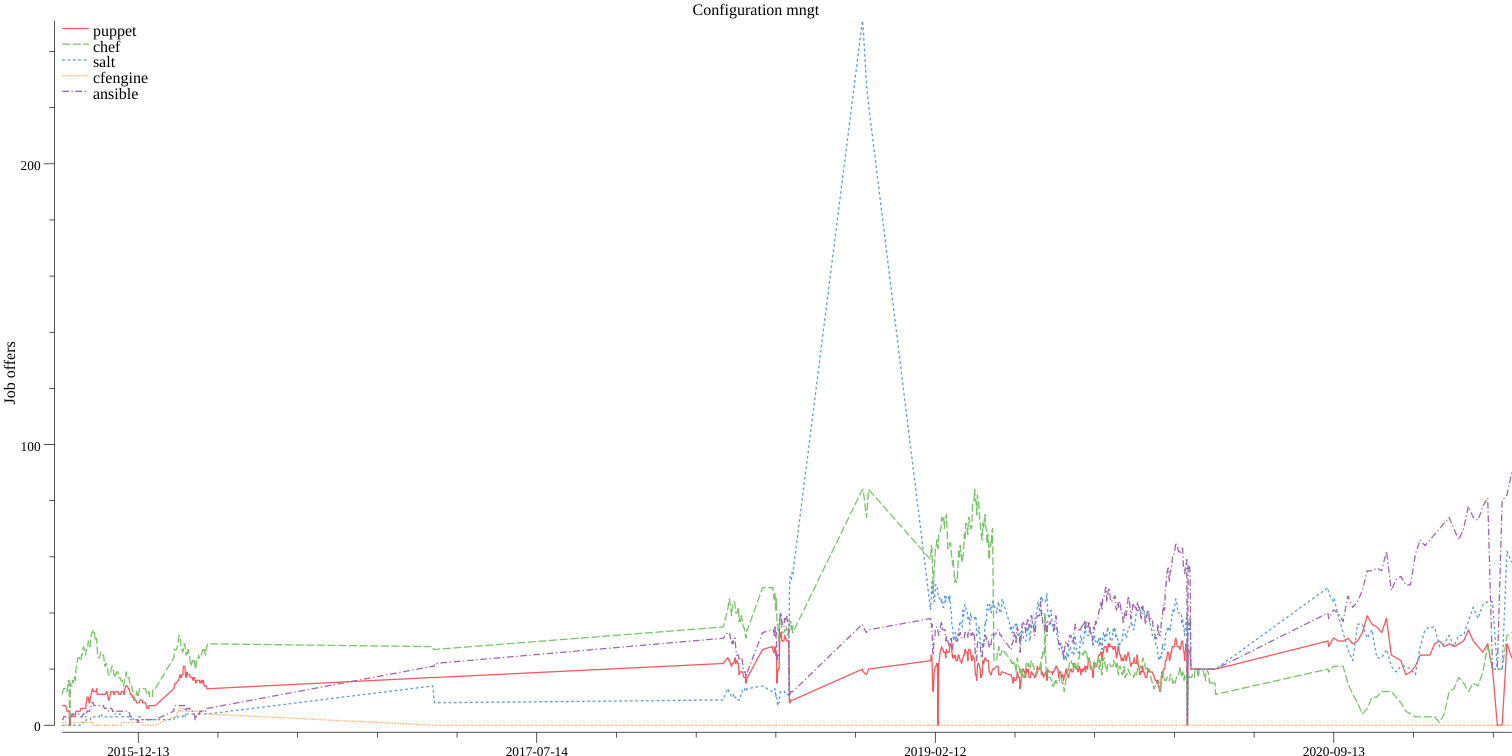 Configuration mngt
puppet
chef
salt
cfengine
ansible
Job offers
200
100
0
2015-12-13
2017-07-14
2019-02-12
2020-09-13